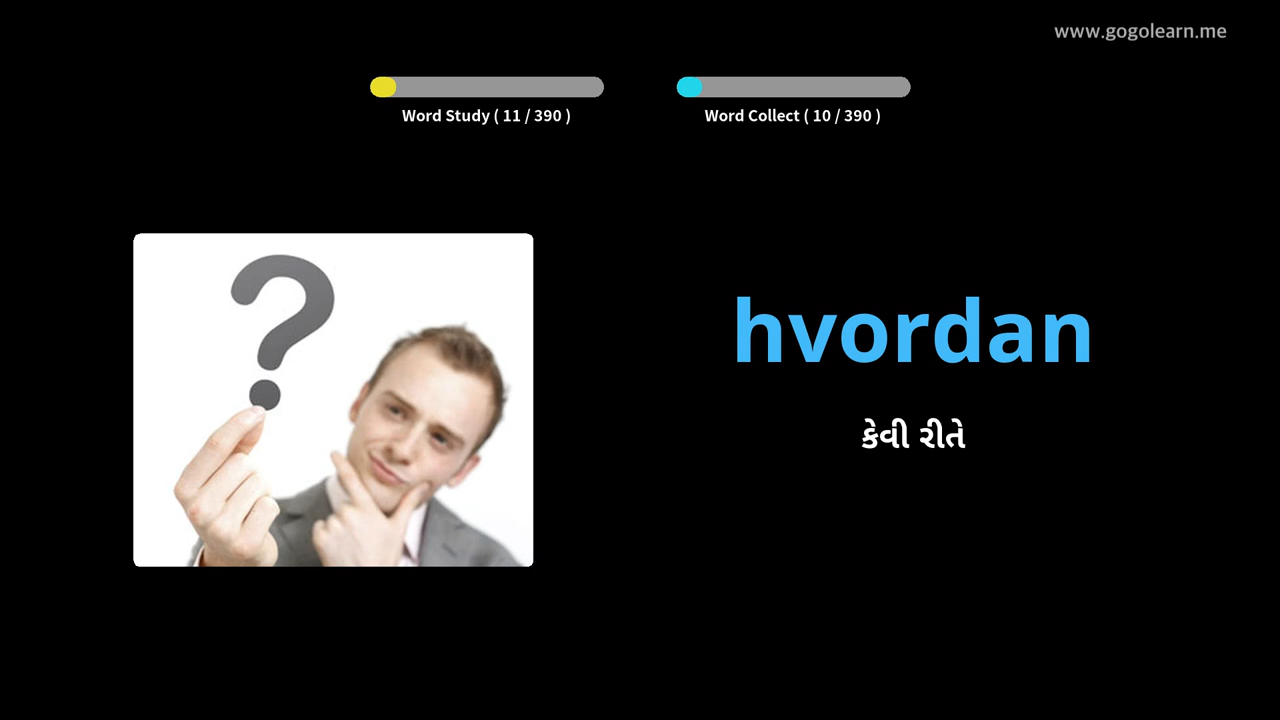 www.gogolearn.me
Word Study ( 11 / 390 )
Word Collect ( 10 / 390 )
hvordan
કેવી રીતે